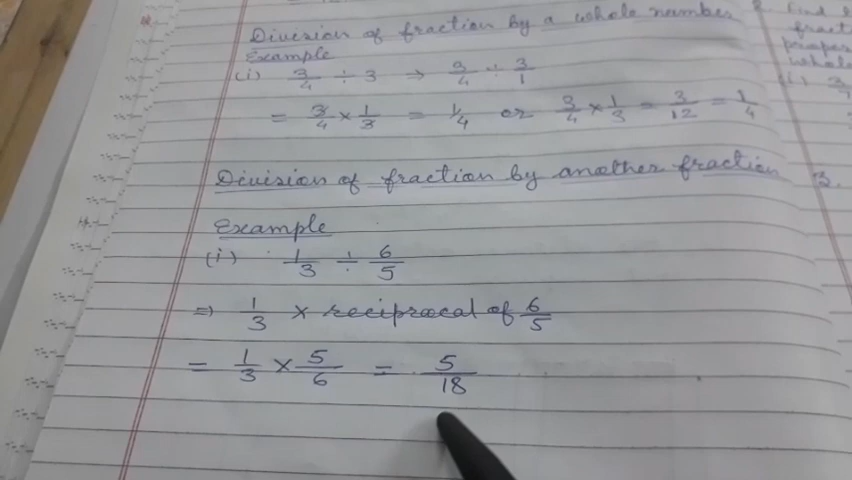 Division of fraction by a whole number
Example
(i) 3/4 ÷ 3 ⇒ 3/4 ÷ 3/1
= 3/4 × 1/3 = 1/4 or 3/4 × 1/3 = 3/12 = 1/4
Division of fraction by another fraction
Example
(i) 1/3 ÷ 6/5
⇒ 1/3 × reciprocal of 6/5
= 1/3 × 5/6 = 5/18
Find
3.